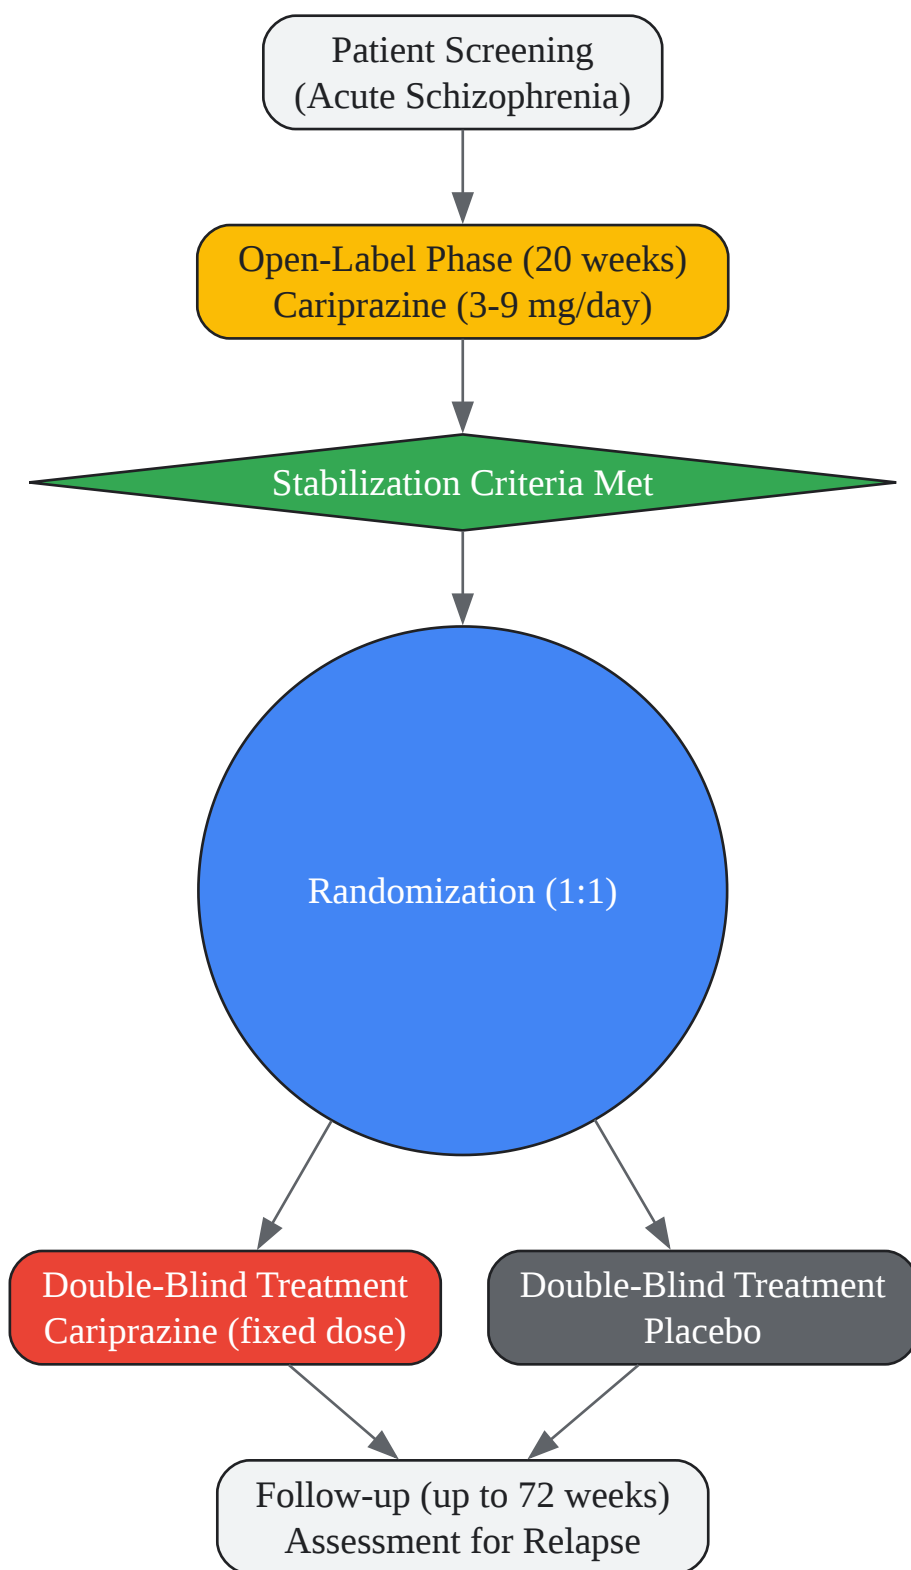 Patient Screening
(Acute Schizophrenia)
Open-Label Phase (20 weeks)
Cariprazine (3-9 mg/day)
Stabilization Criteria Met
Randomization (1:1)
Double-Blind Treatment
Cariprazine (fixed dose)
Double-Blind Treatment
Placebo
Follow-up (up to 72 weeks)
Assessment for Relapse